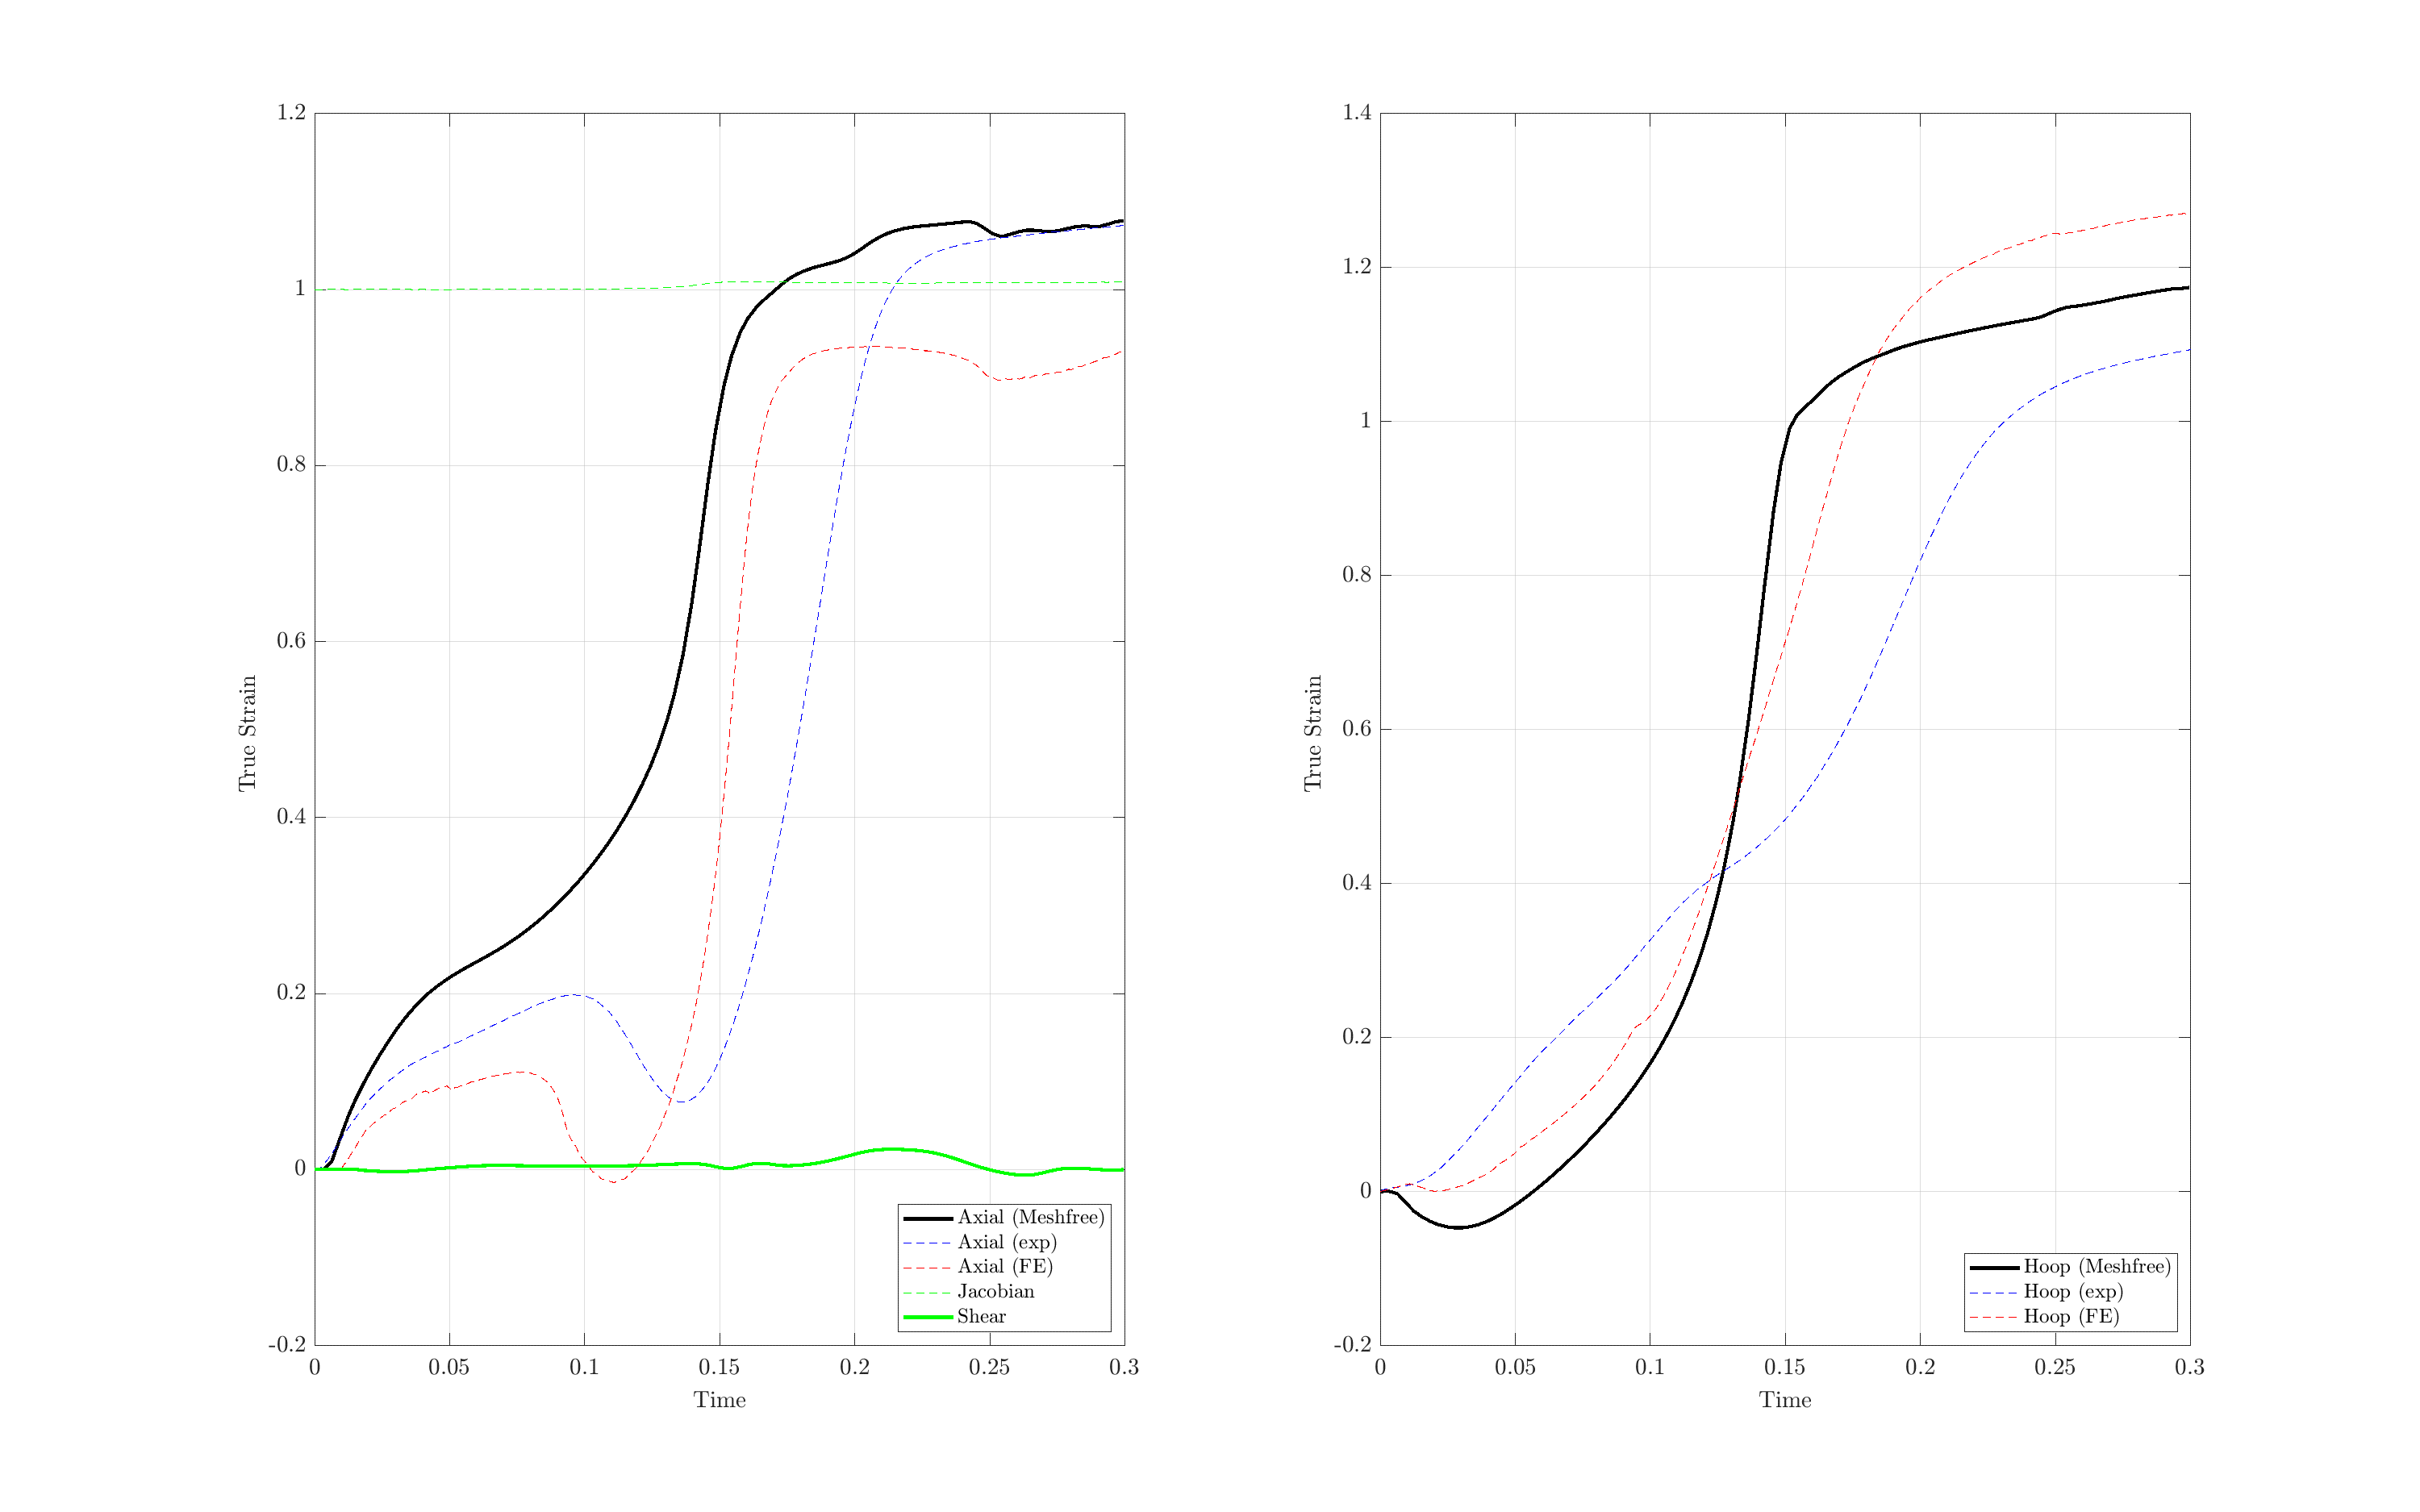 1.2
1
0.8
0.6
0.4
0.2
0
-0.2
True Strain
0 0.05 0.1 0.15 0.2 0.25 0.3
Time
Axial (Meshfree)
Axial (exp)
Axial (FE)
Jacobian
Shear
1.4
1.2
1
0.8
0.6
0.4
0.2
0
-0.2
True Strain
0 0.05 0.1 0.15 0.2 0.25 0.3
Time
Hoop (Meshfree)
Hoop (exp)
Hoop (FE)